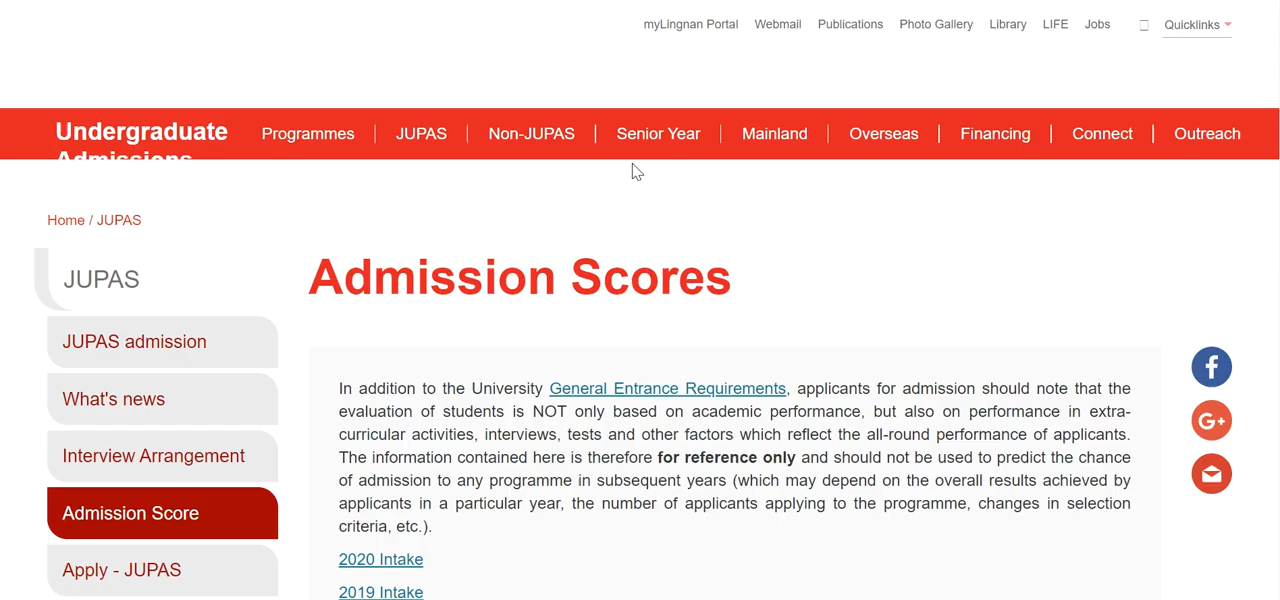 myLingnan Portal Webmail Publications Photo Gallery Library LIFE Jobs Quicklinks
Undergraduate Admissions
Programmes JUPAS Non-JUPAS Senior Year Mainland Overseas Financing Connect Outreach
Home / JUPAS
JUPAS
JUPAS admission
What's news
Interview Arrangement
Admission Score
Apply - JUPAS
Admission Scores
In addition to the University General Entrance Requirements, applicants for admission should note that the
evaluation of students is NOT only based on academic performance, but also on performance in extra-
curricular activities, interviews, tests and other factors which reflect the all-round performance of applicants.
The information contained here is therefore for reference only and should not be used to predict the chance
of admission to any programme in subsequent years (which may depend on the overall results achieved by
applicants in a particular year, the number of applicants applying to the programme, changes in selection
criteria, etc.).
2020 Intake
2019 Intake
G+